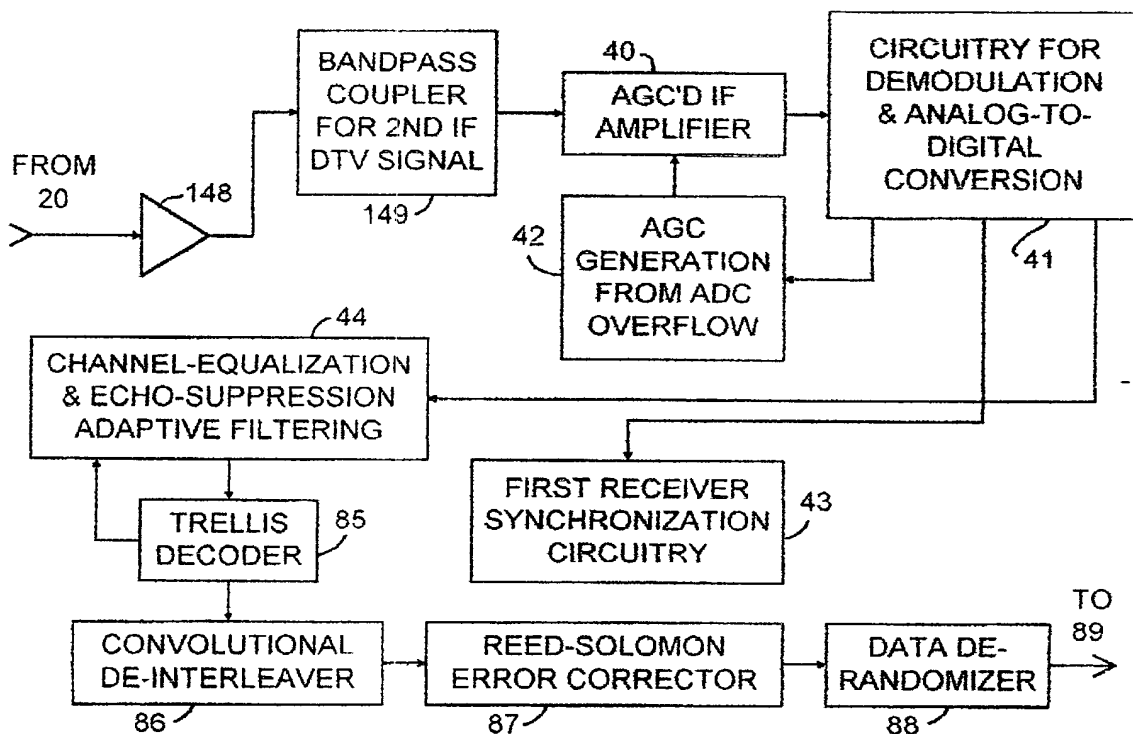 FROM
20
148
BANDPASS
COUPLER
FOR 2ND IF
DTV SIGNAL
149
40
AGC'D IF
AMPLIFIER
CIRCUITRY FOR
DEMODULATION
& ANALOG-TO-
DIGITAL
CONVERSION
41
42
AGC
GENERATION
FROM ADC
OVERFLOW
44
CHANNEL-EQUALIZATION
& ECHO-SUPPRESSION
ADAPTIVE FILTERING
FIRST RECEIVER
SYNCHRONIZATION
CIRCUITRY
43
TRELLIS
DECODER
85
CONVOLUTIONAL
DE-INTERLEAVER
86
REED-SOLOMON
ERROR CORRECTOR
87
DATA DE-
RANDOMIZER
88
TO
89